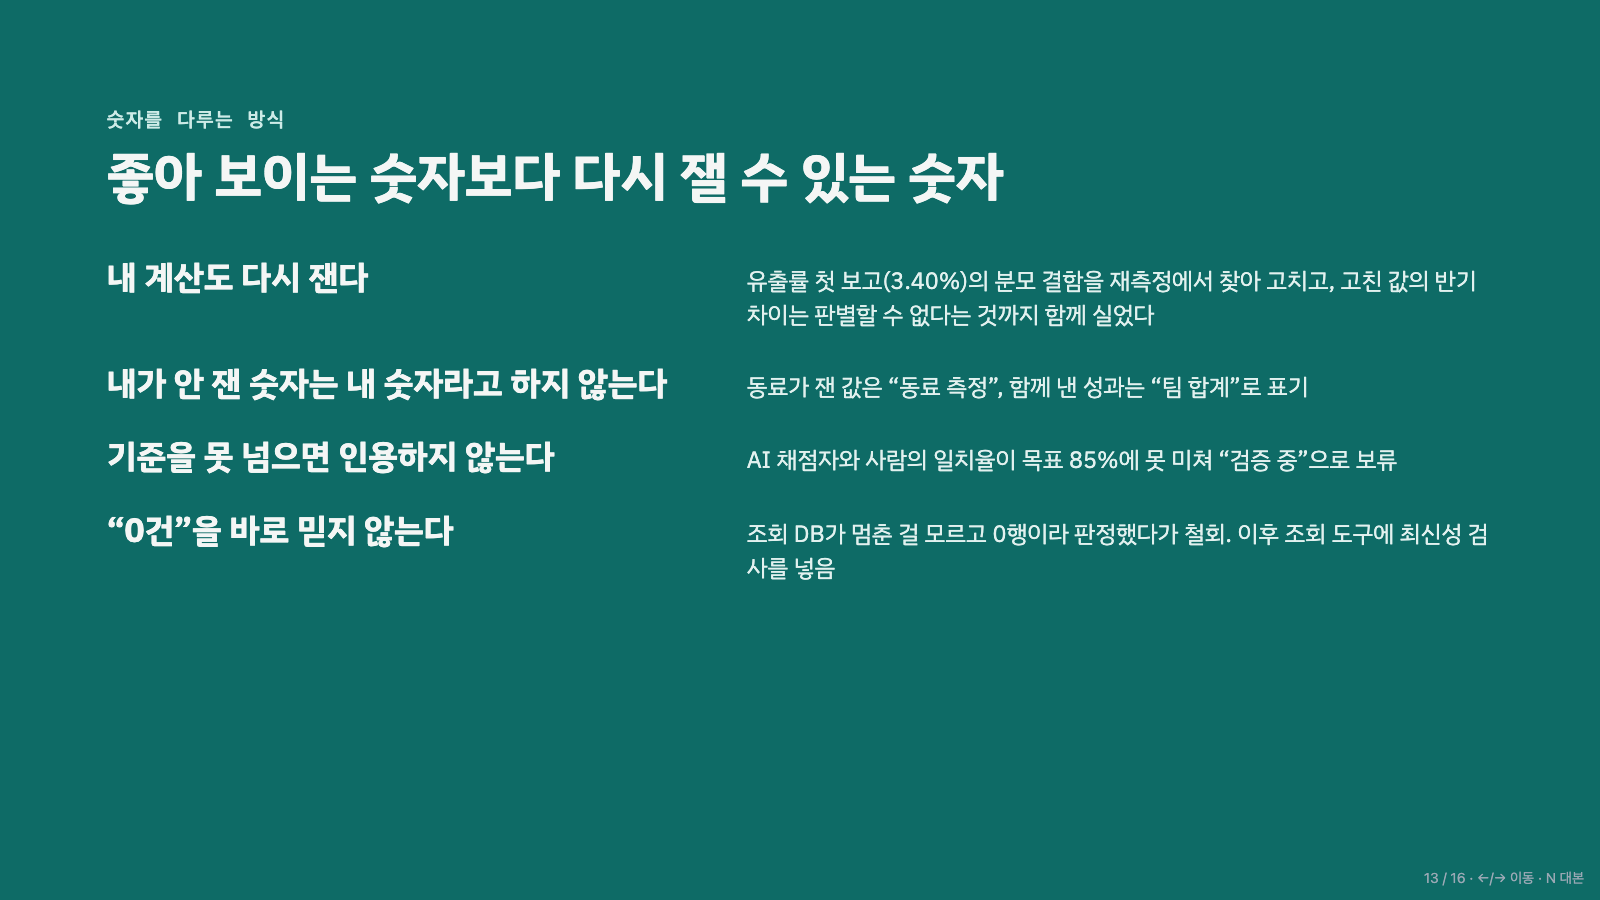 숫자를 다루는 방식
좋아 보이는 숫자보다 다시 잴 수 있는 숫자
내 계산도 다시 잰다
유출률 첫 보고(3.40%)의 분모 결함을 재측정에서 찾아 고치고, 고친 값의 반기
차이는 판별할 수 없다는 것까지 함께 실었다
내가 안 잰 숫자는 내 숫자라고 하지 않는다
동료가 잰 값은 “동료 측정”, 함께 낸 성과는 “팀 합계”로 표기
기준을 못 넘으면 인용하지 않는다
AI 채점자와 사람의 일치율이 목표 85%에 못 미쳐 “검증 중”으로 보류
“0건”을 바로 믿지 않는다
조회 DB가 멈춘 걸 모르고 0행이라 판정했다가 철회. 이후 조회 도구에 최신성 검
사를 넣음
13 / 16 · ←/→ 이동 · N 대본